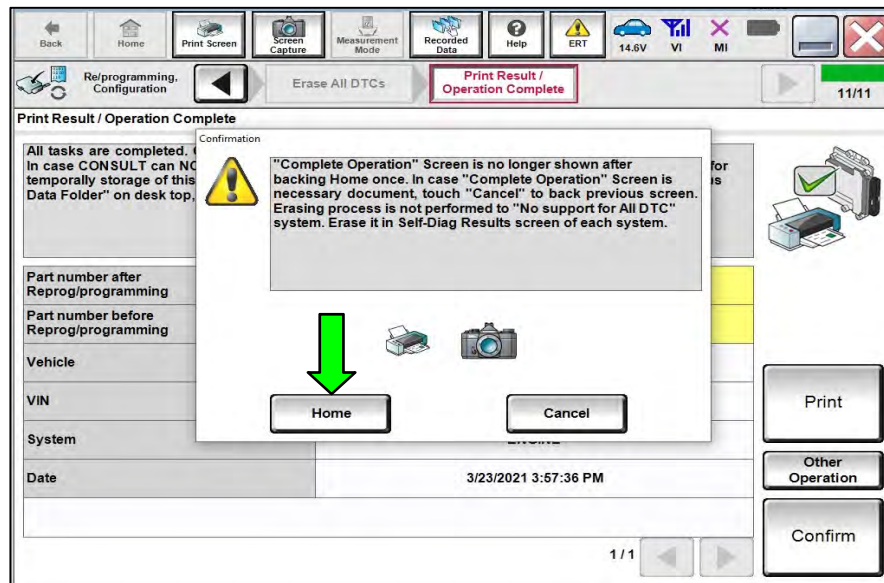 Back
Home
Print Screen
Screen Capture
Measurement Mode
Recorded Data
Help
ERT
14.6V
VI
MI
Re/programming, Configuration
Erase All DTCs
Print Result / Operation Complete
11/11
Print Result / Operation Complete
Confirmation
All tasks are completed.
In case CONSULT can
for
temporally storage of this
Data Folder" on desk top,
"Complete Operation" Screen is no longer shown after
backing Home once. In case "Complete Operation" Screen is
necessary document, touch "Cancel" to back previous screen.
Erasing process is not performed to "No support for All DTC"
system. Erase it in Self-Diag Results screen of each system.
Part number after
Reprog/programming
Part number before
Reprog/programming
Vehicle
VIN
Home
Cancel
Print
System
Date
3/23/2021 3:57:36 PM
Other
Operation
Confirm
1/1